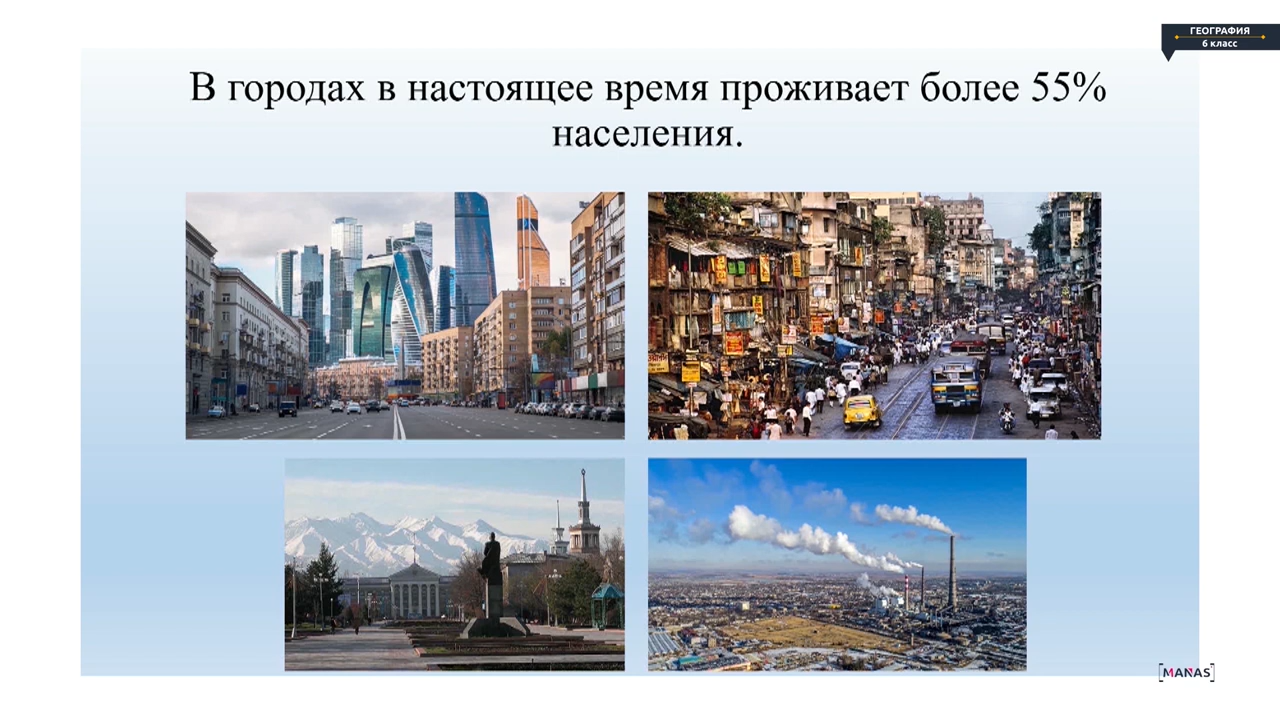 ГЕОГРАФИЯ
6 класс
В городах в настоящее время проживает более 55%
населения.
[MANAS]